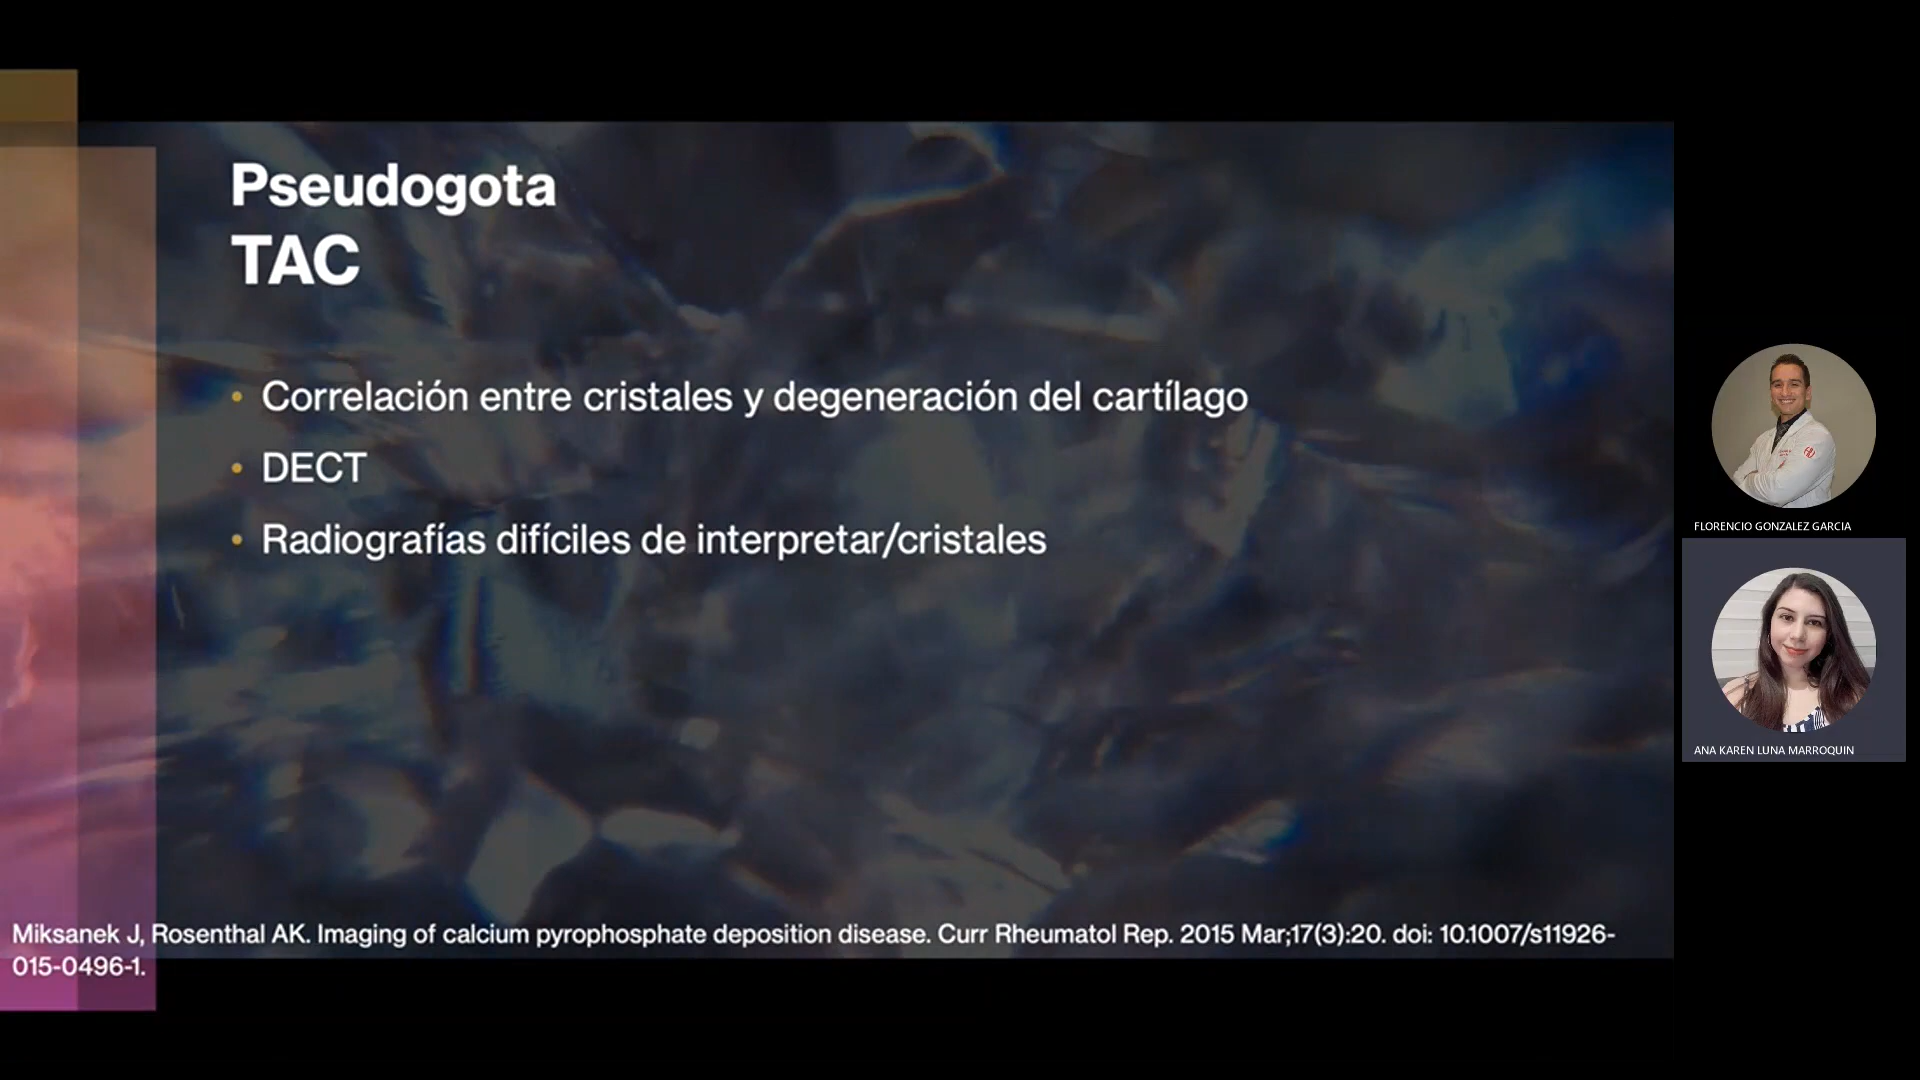 Pseudogota
TAC
• Correlación entre cristales y degeneración del cartílago
• DECT
• Radiografías difíciles de interpretar/cristales
Miksanek J, Rosenthal AK. Imaging of calcium pyrophosphate deposition disease. Curr Rheumatol Rep. 2015 Mar;17(3):20. doi: 10.1007/s11926-
015-0496-1.
FLORENCIO GONZALEZ GARCIA
ANA KAREN LUNA MARROQUIN